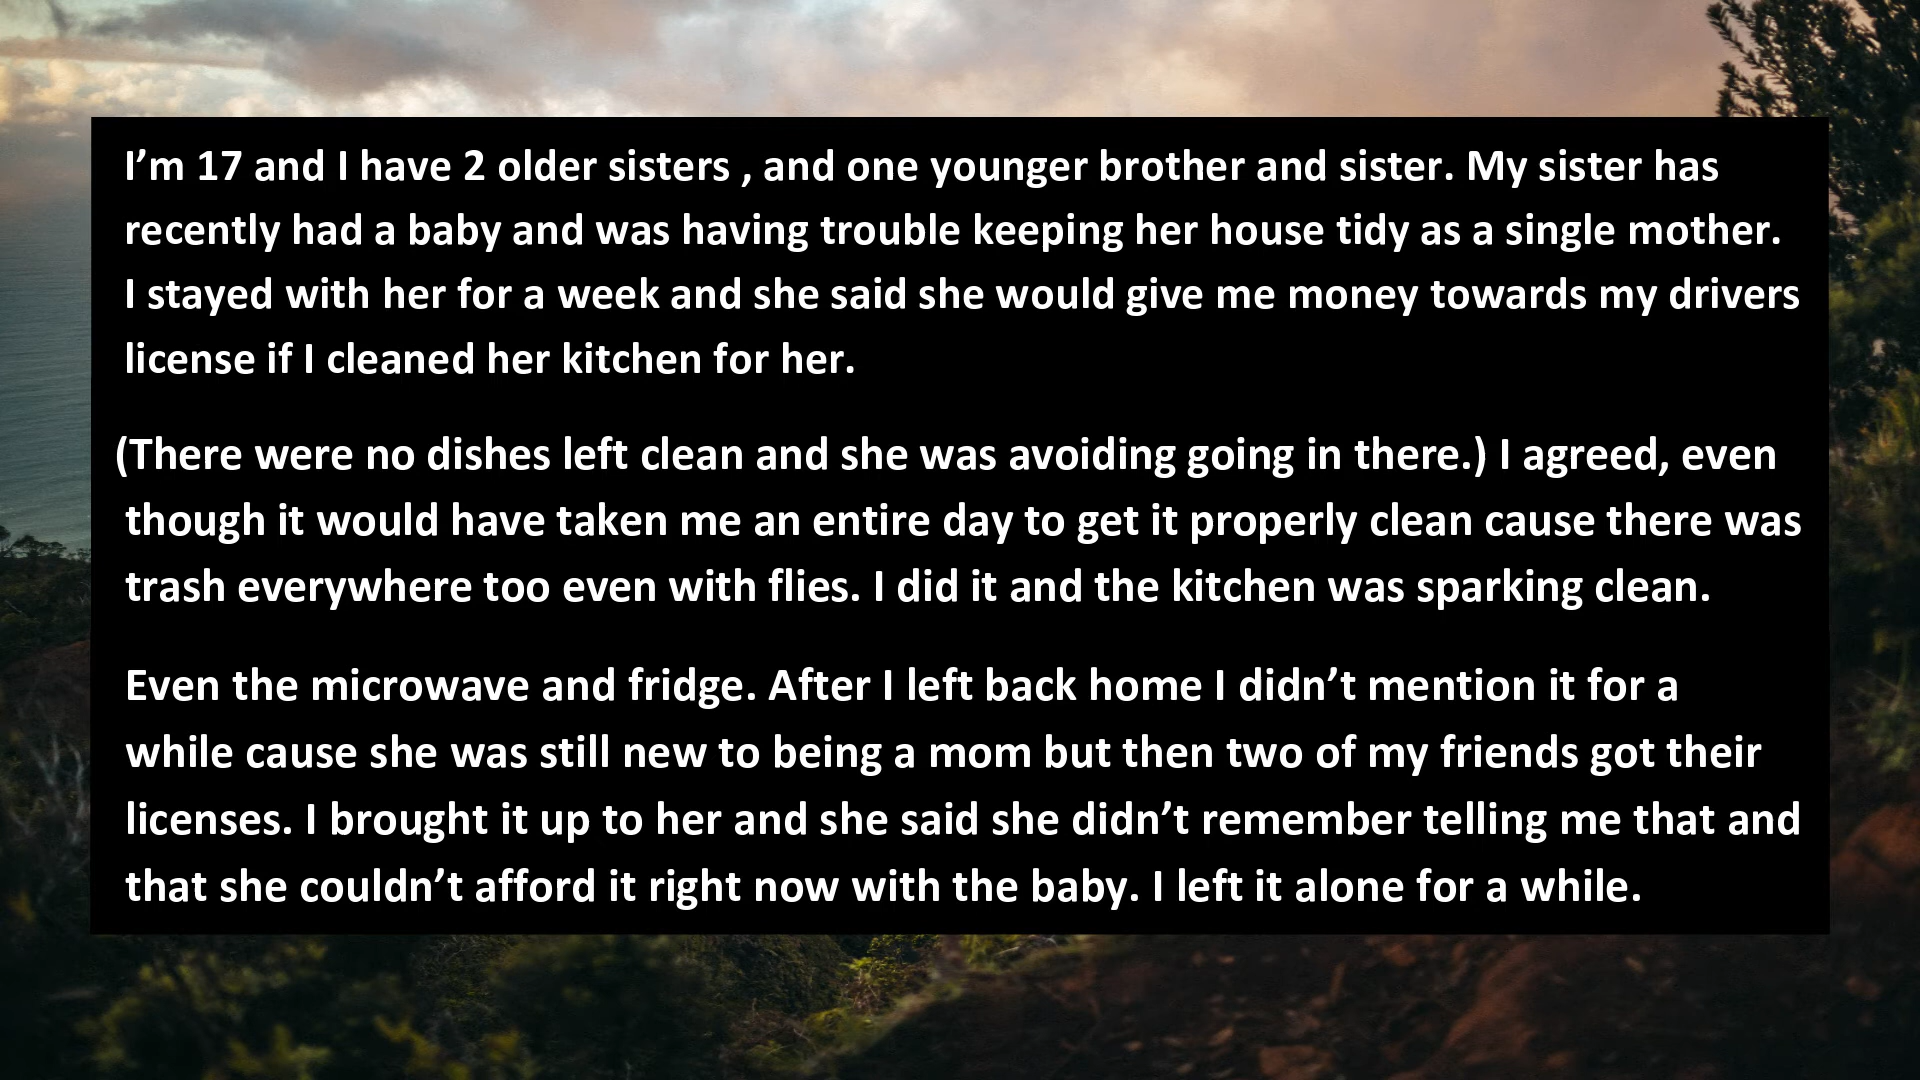 I’m 17 and I have 2 older sisters , and one younger brother and sister. My sister has
recently had a baby and was having trouble keeping her house tidy as a single mother.
I stayed with her for a week and she said she would give me money towards my drivers
license if I cleaned her kitchen for her.
(There were no dishes left clean and she was avoiding going in there.) I agreed, even
though it would have taken me an entire day to get it properly clean cause there was
trash everywhere too even with flies. I did it and the kitchen was sparking clean.
Even the microwave and fridge. After I left back home I didn’t mention it for a
while cause she was still new to being a mom but then two of my friends got their
licenses. I brought it up to her and she said she didn’t remember telling me that and
that she couldn’t afford it right now with the baby. I left it alone for a while.